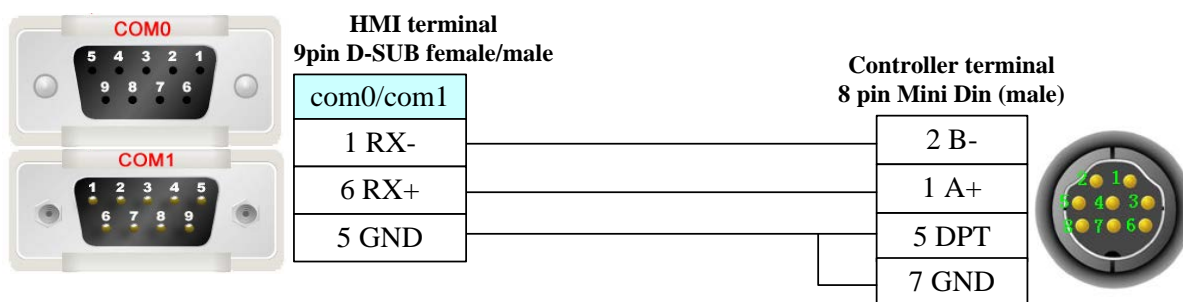 COM0
5 4 3 2 1
9 8 7 6
COM1
1 2 3 4 5
6 7 8 9
HMI terminal
9pin D-SUB female/male
com0/com1
1 RX-
6 RX+
5 GND
Controller terminal
8 pin Mini Din (male)
2 B-
1 A+
5 DPT
7 GND
2 1
5 4 3
8 7 6